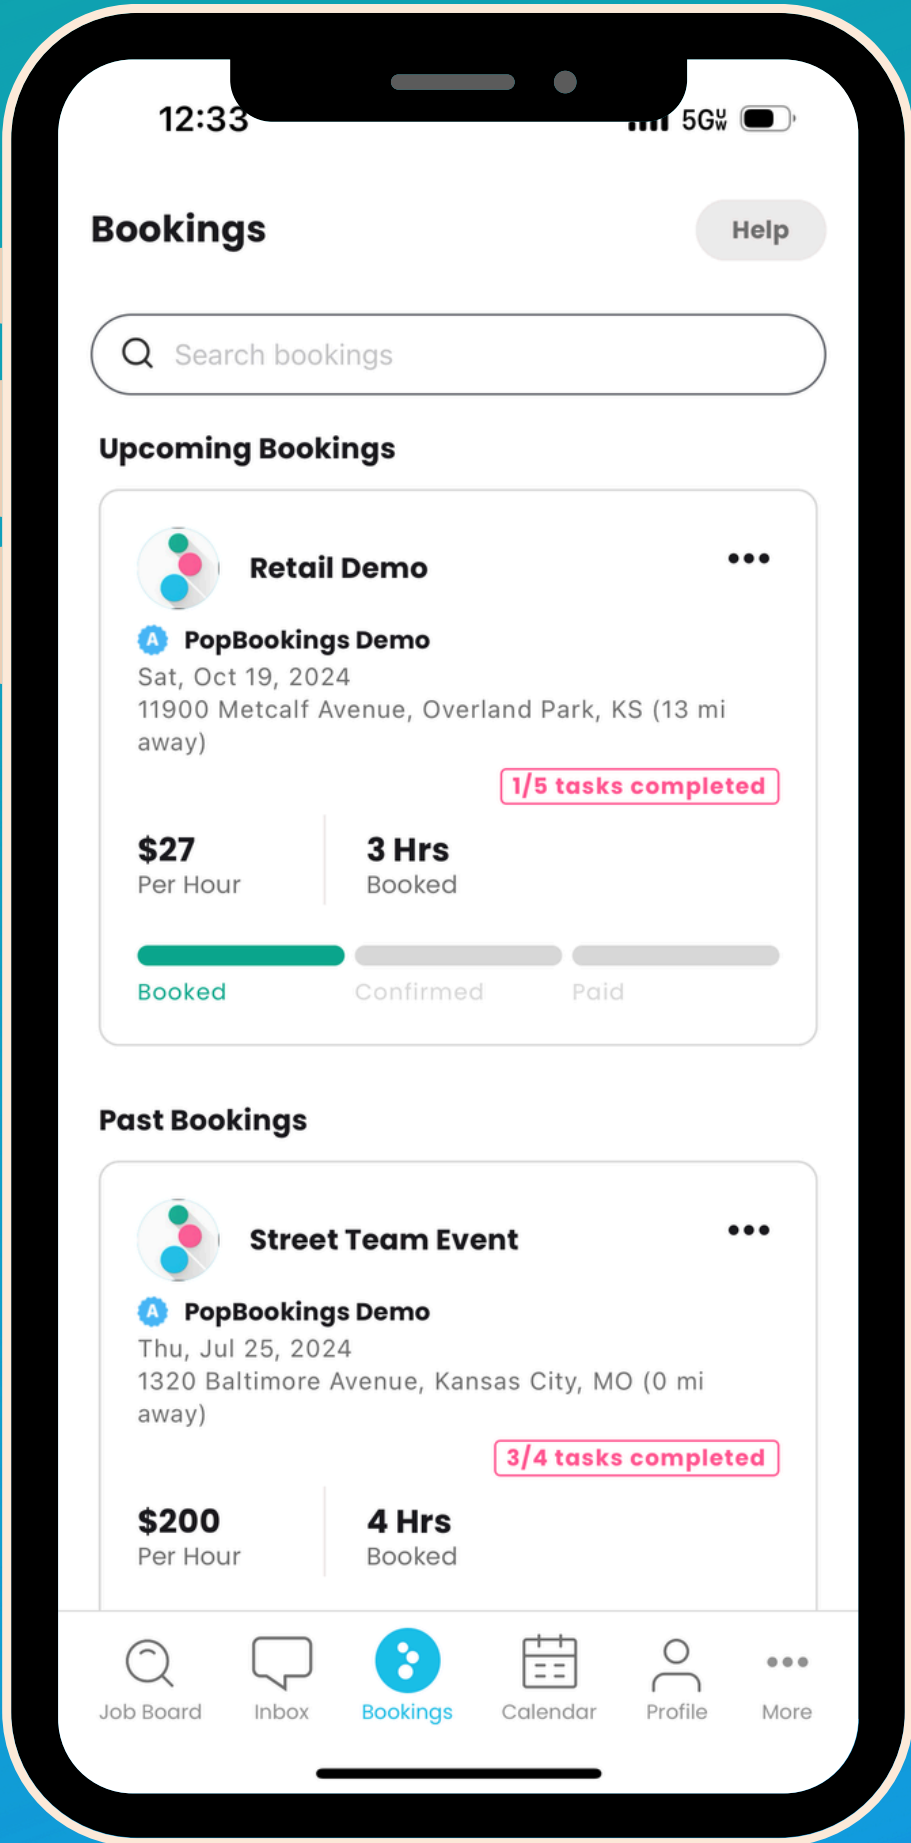 12:33
5G UW
Bookings
Help
Search bookings
Upcoming Bookings
Retail Demo
A PopBookings Demo
Sat, Oct 19, 2024
11900 Metcalf Avenue, Overland Park, KS (13 mi
away)
1/5 tasks completed
$27
3 Hrs
Per Hour
Booked
Booked
Confirmed
Paid
Past Bookings
Street Team Event
A PopBookings Demo
Thu, Jul 25, 2024
1320 Baltimore Avenue, Kansas City, MO (0 mi
away)
3/4 tasks completed
$200
4 Hrs
Per Hour
Booked
Job Board
Inbox
Bookings
Calendar
Profile
More